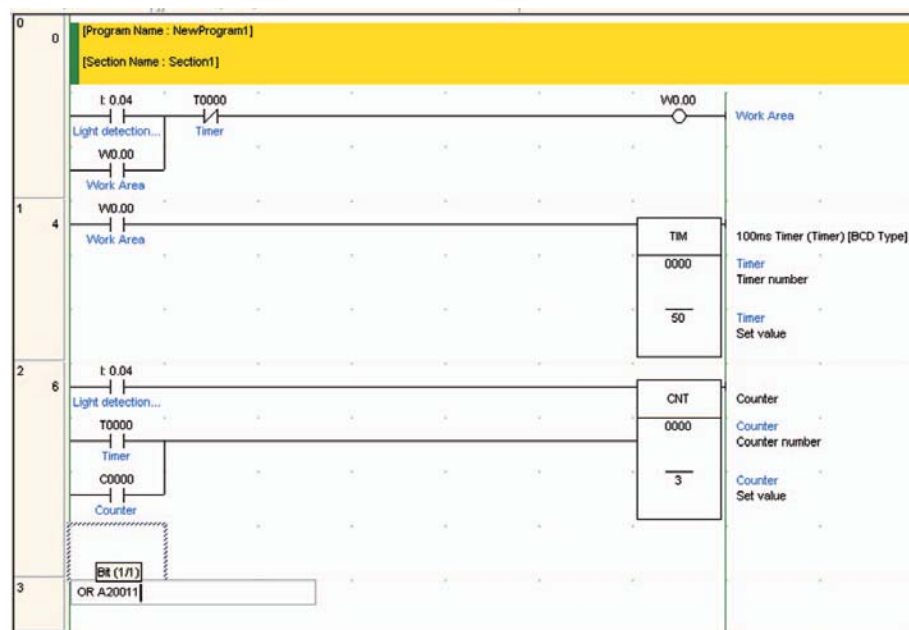 0
0
[Program Name : NewProgram1]
[Section Name : Section1]
I: 0.04 T0000 W0.00
Work Area
Light detection... Timer
W0.00
Work Area
1
4
W0.00
Work Area
TIM
100ms Timer (Timer) [BCD Type]
0000
Timer
Timer number
50
Timer
Set value
2
6
I: 0.04
Light detection...
CNT
Counter
T0000
Timer
0000
Counter
Counter number
C0000
Counter
3
Counter
Set value
Bit (1/1)
3
OR A20011